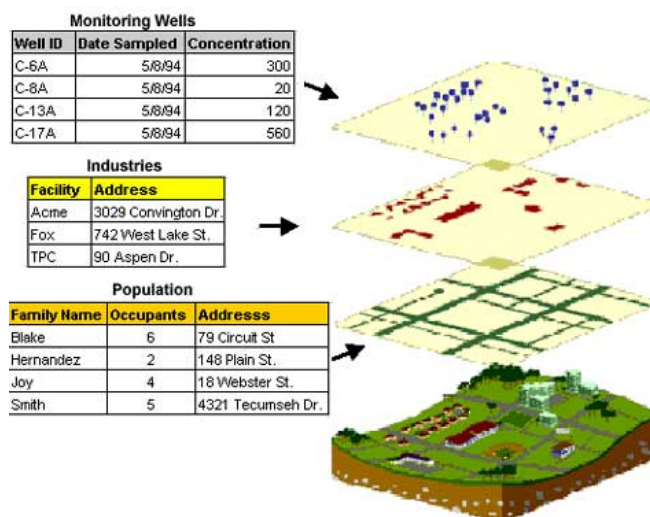 Monitoring Wells
Well ID Date Sampled Concentration
C-6A 5/8/94 300
C-8A 5/8/94 20
C-13A 5/8/94 120
C-17A 5/8/94 560
Industries
Facility Address
Acme 3029 Convington Dr.
Fox 742 West Lake St.
TPC 90 Aspen Dr.
Population
Family Name Occupants Addresss
Blake 6 79 Circuit St
Hernandez 2 148 Plain St.
Joy 4 18 Webster St.
Smith 5 4321 Tecumseh Dr.